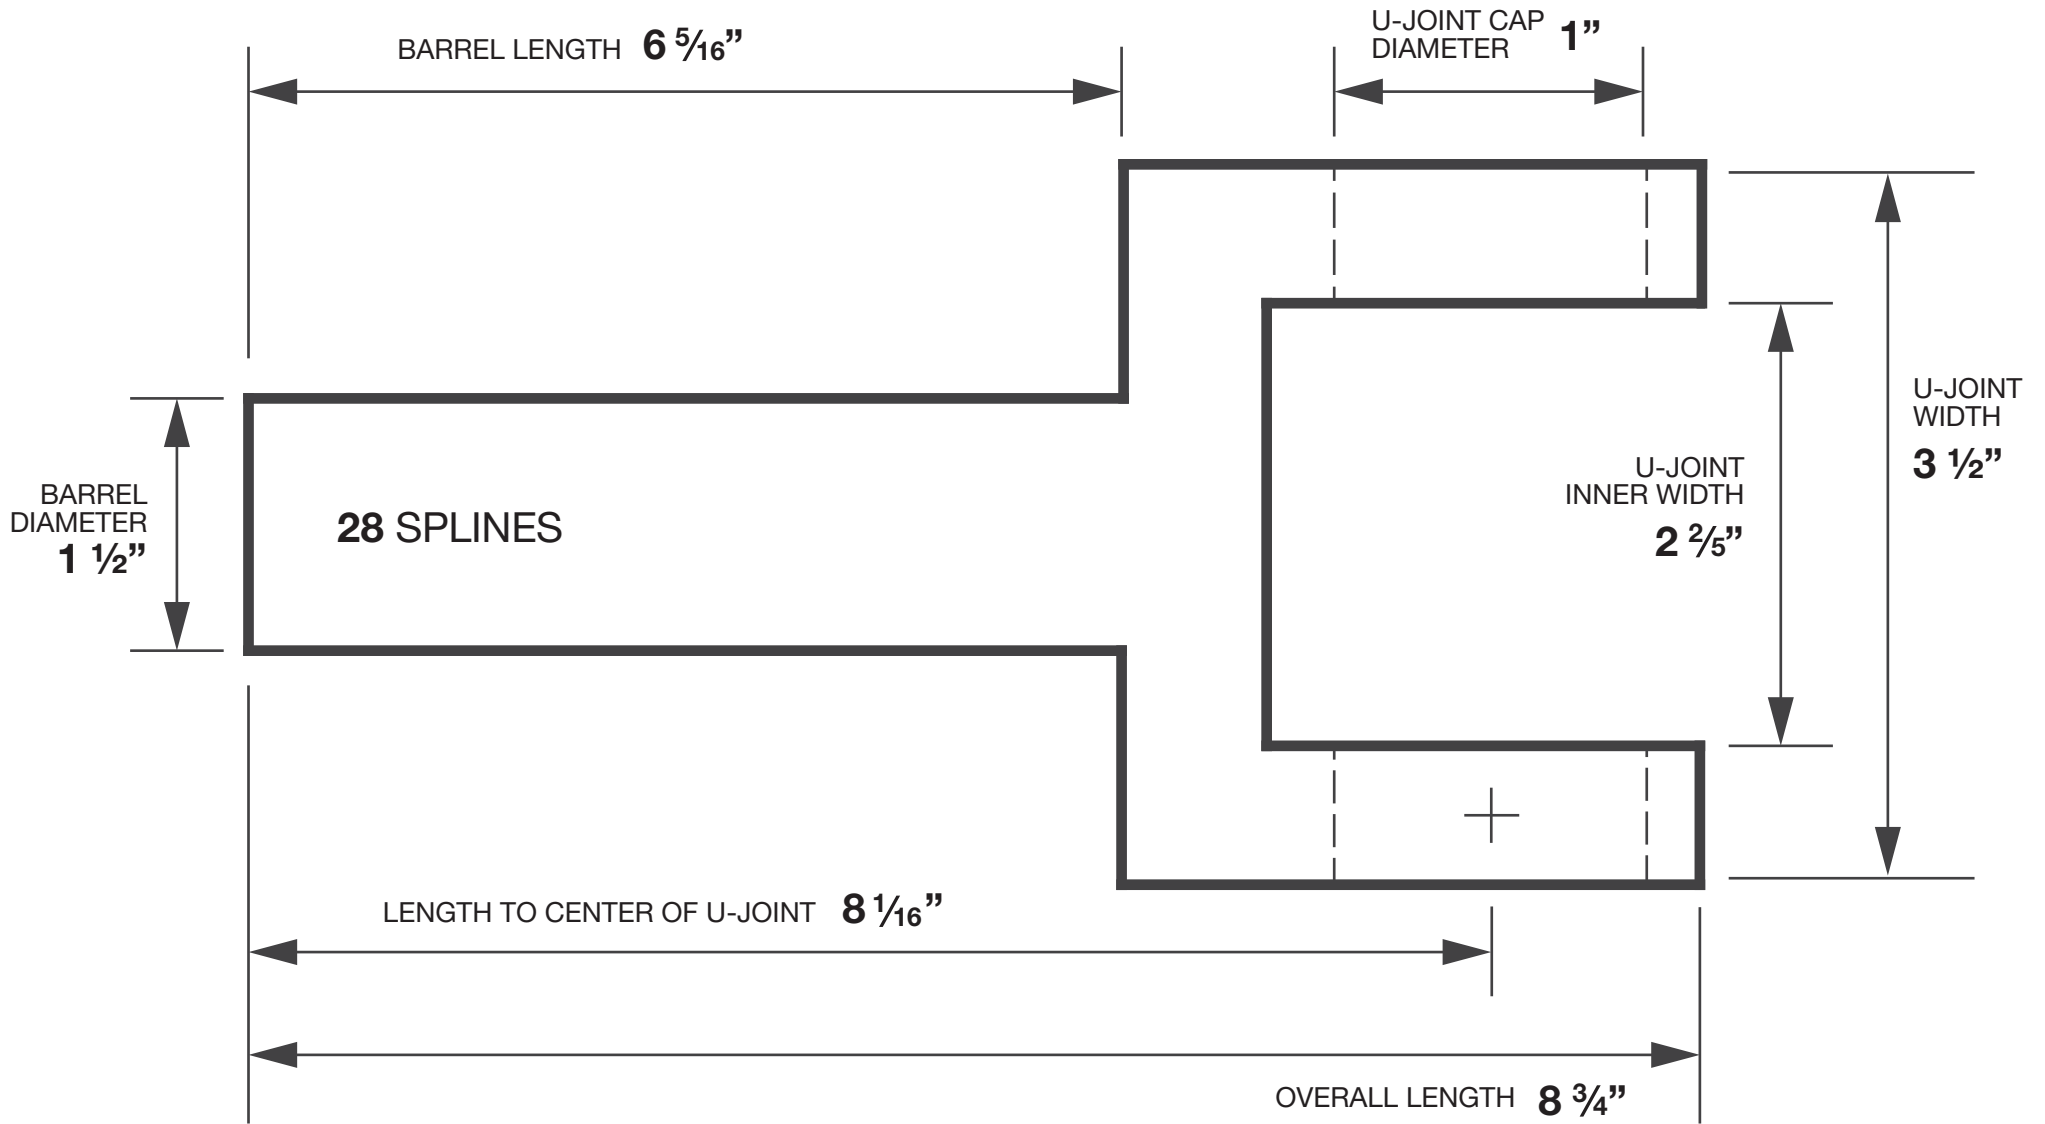 BARREL LENGTH 6 5⁄16”
U-JOINT CAP
DIAMETER 1”
BARREL
DIAMETER
1 ½”
28 SPLINES
U-JOINT
INNER WIDTH
2 ⅖”
U-JOINT
WIDTH
3 ½”
LENGTH TO CENTER OF U-JOINT 8 1⁄16”
OVERALL LENGTH 8 ¾”